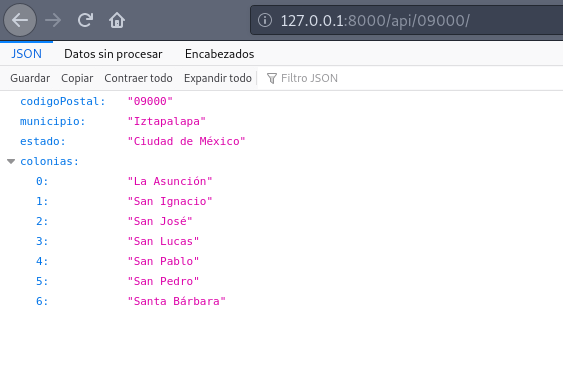 127.0.0.1:8000/api/09000/
JSON Datos sin procesar Encabezados
Guardar Copiar Contraer todo Expandir todo Filtro JSON
codigoPostal: "09000"
municipio: "Iztapalapa"
estado: "Ciudad de México"
colonias:
0: "La Asunción"
1: "San Ignacio"
2: "San José"
3: "San Lucas"
4: "San Pablo"
5: "San Pedro"
6: "Santa Bárbara"